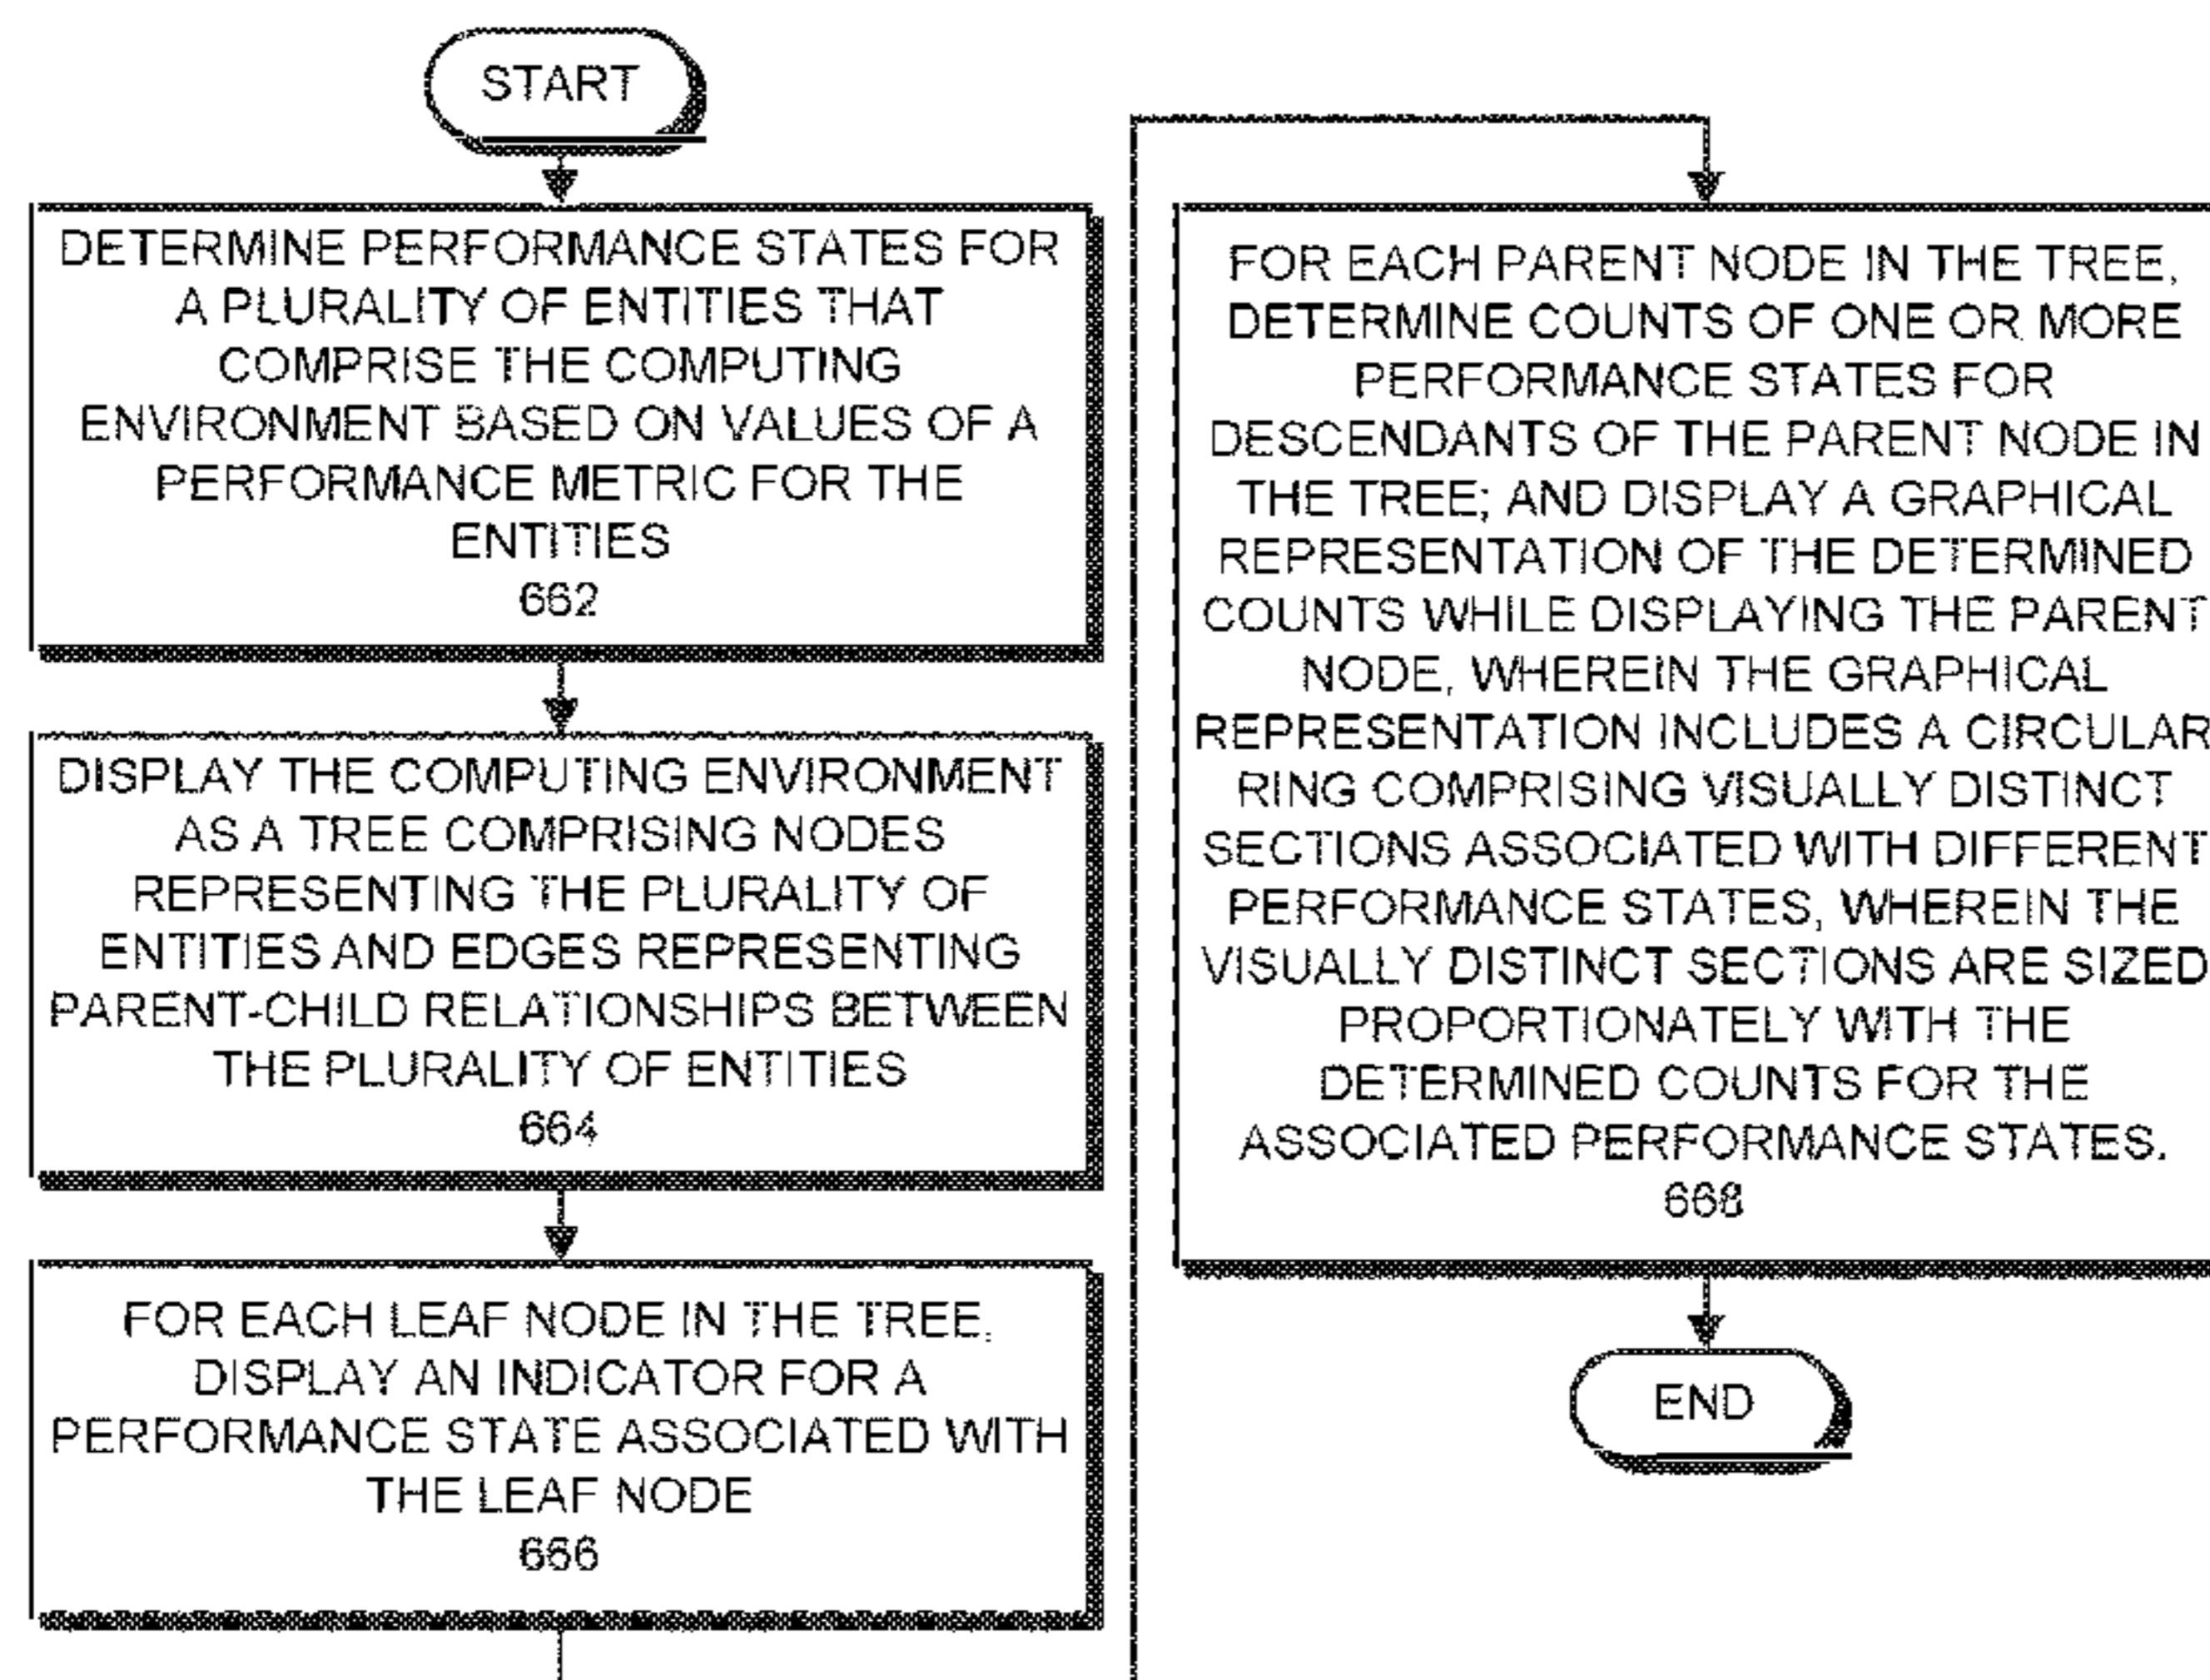 START
DETERMINE PERFORMANCE STATES FOR
A PLURALITY OF ENTITIES THAT
COMPRISE THE COMPUTING
ENVIRONMENT BASED ON VALUES OF A
PERFORMANCE METRIC FOR THE
ENTITIES
662
DISPLAY THE COMPUTING ENVIRONMENT
AS A TREE COMPRISING NODES
REPRESENTING THE PLURALITY OF
ENTITIES AND EDGES REPRESENTING
PARENT-CHILD RELATIONSHIPS BETWEEN
THE PLURALITY OF ENTITIES
664
FOR EACH LEAF NODE IN THE TREE,
DISPLAY AN INDICATOR FOR A
PERFORMANCE STATE ASSOCIATED WITH
THE LEAF NODE
666
FOR EACH PARENT NODE IN THE TREE,
DETERMINE COUNTS OF ONE OR MORE
PERFORMANCE STATES FOR
DESCENDANTS OF THE PARENT NODE IN
THE TREE; AND DISPLAY A GRAPHICAL
REPRESENTATION OF THE DETERMINED
COUNTS WHILE DISPLAYING THE PARENT
NODE, WHEREIN THE GRAPHICAL
REPRESENTATION INCLUDES A CIRCULAR
RING COMPRISING VISUALLY DISTINCT
SECTIONS ASSOCIATED WITH DIFFERENT
PERFORMANCE STATES, WHEREIN THE
VISUALLY DISTINCT SECTIONS ARE SIZED
PROPORTIONATELY WITH THE
DETERMINED COUNTS FOR THE
ASSOCIATED PERFORMANCE STATES.
668
END